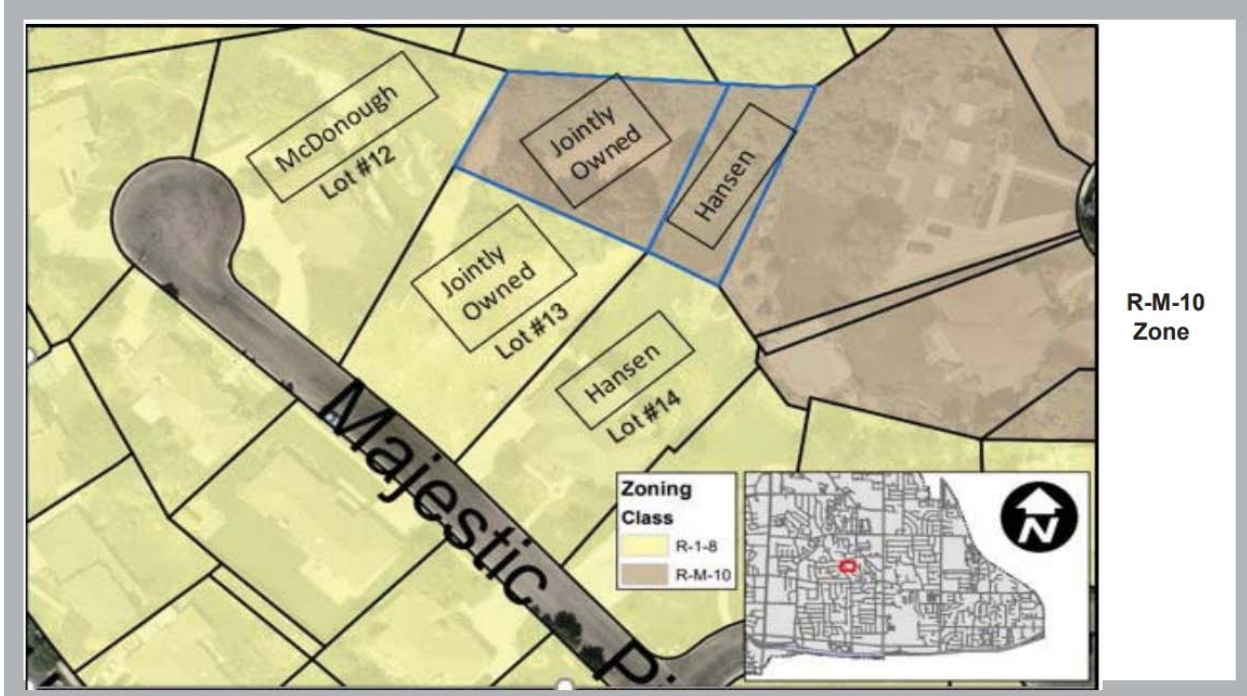 McDonough
Lot #12
Jointly
Owned
Hansen
Jointly
Owned
Lot #13
Hansen
Lot #14
Majestic P
Zoning
Class
R-1-8
R-M-10
N
R-M-10
Zone